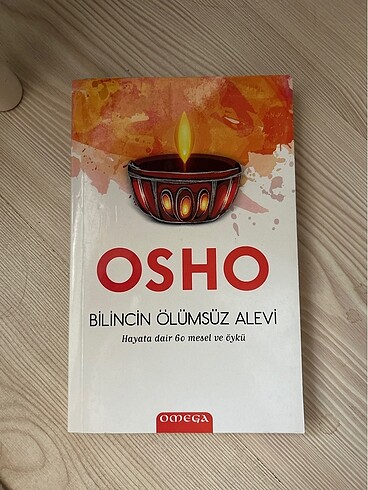 OSHO
BİLİNCİN ÖLÜMSÜZ ALEVİ
Hayata dair 60 mesel ve öykü
OMEGA